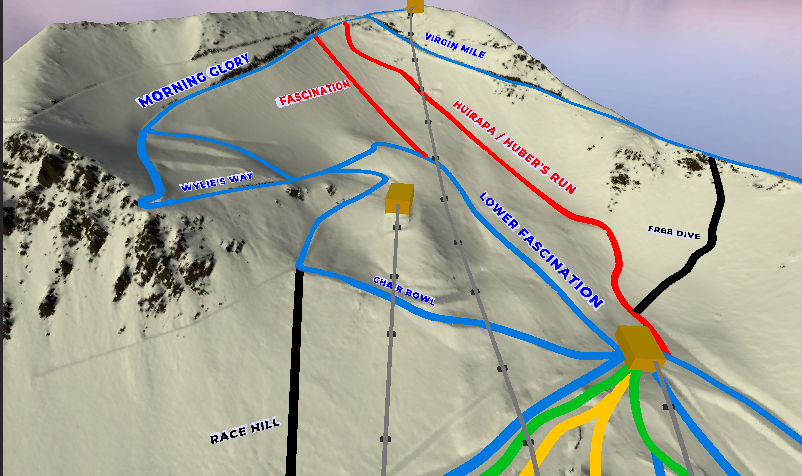 VIRGIN MILE
MORNING GLORY
FASCINATION
HUIRAPA / HUBER'S RUN
WYLIE'S WAY
LOWER FASCINATION
FREE DIVE
CHAIR BOWL
RACE HILL